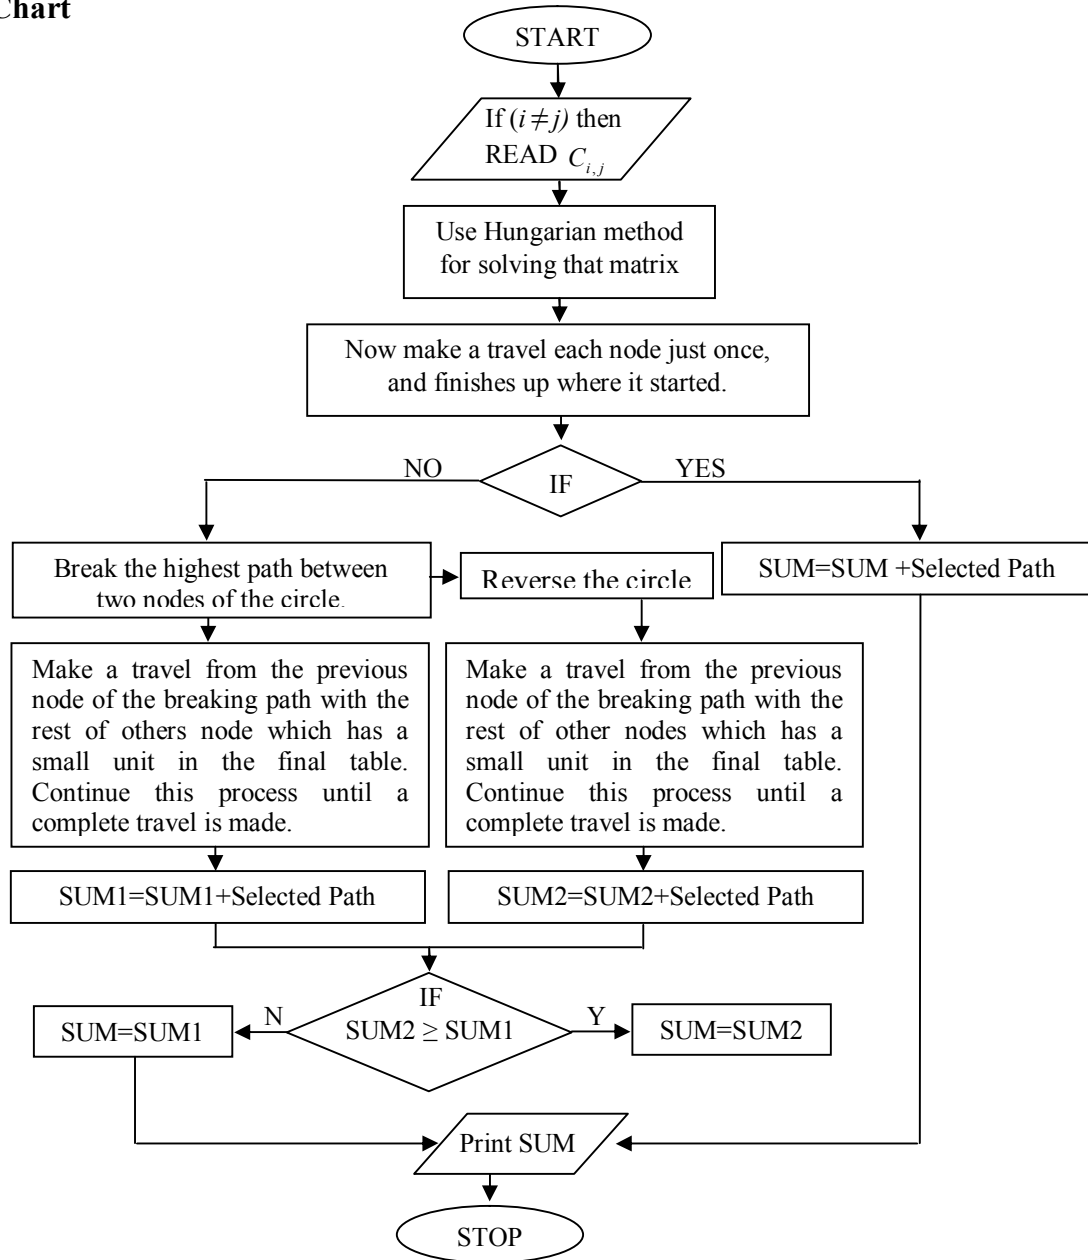 Chart
START
If (i≠j) then
READ C i,j
Use Hungarian method
for solving that matrix
Now make a travel each node just once,
and finishes up where it started.
NO
YES
IF
Break the highest path between
two nodes of the circle.
Reverse the circle
SUM=SUM +Selected Path
Make a travel from the previous
node of the breaking path with the
rest of others node which has a
small unit in the final table.
Continue this process until a
complete travel is made.
Make a travel from the previous
node of the breaking path with the
rest of other nodes which has a
small unit in the final table.
Continue this process until a
complete travel is made.
SUM1=SUM1+Selected Path
SUM2=SUM2+Selected Path
IF
SUM2 ≥ SUM1
N
Y
SUM=SUM1
SUM=SUM2
Print SUM
STOP